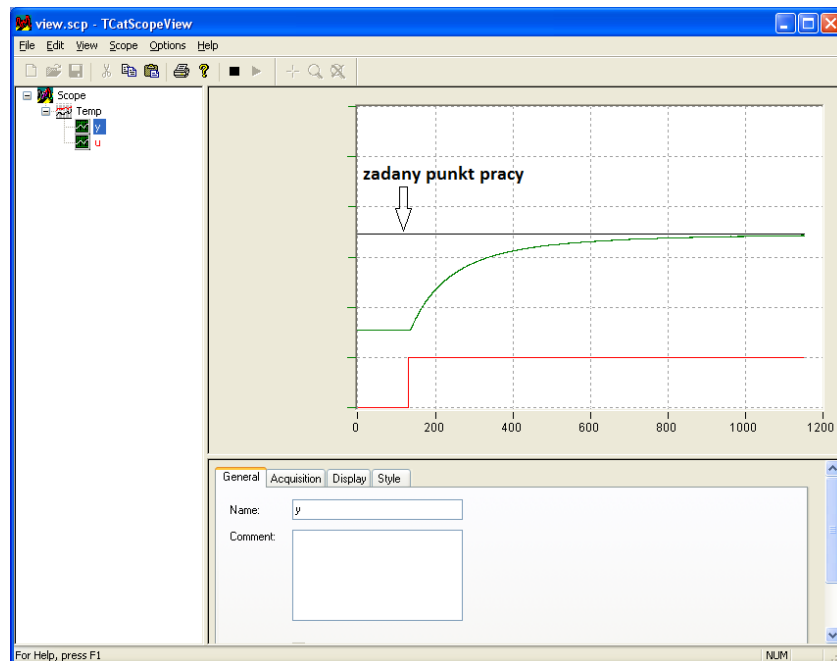 view.scp - TCatScopeView
File Edit View Scope Options Help
Scope
Temp
y
u
zadany punkt pracy
0 200 400 600 800 1000 1200
General Acquisition Display Style
Name: y
Comment:
For Help, press F1 NUM